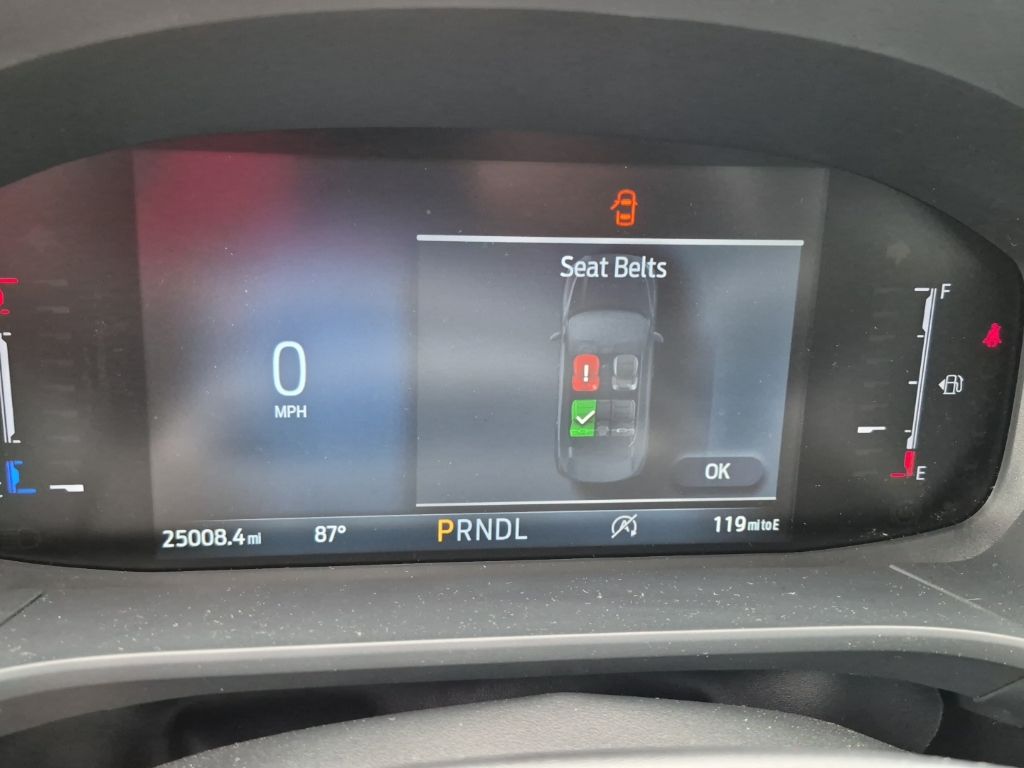 Seat Belts
0
MPH
!
F
E
OK
25008.4 mi
87°
PRNDL
A
119 mi to E